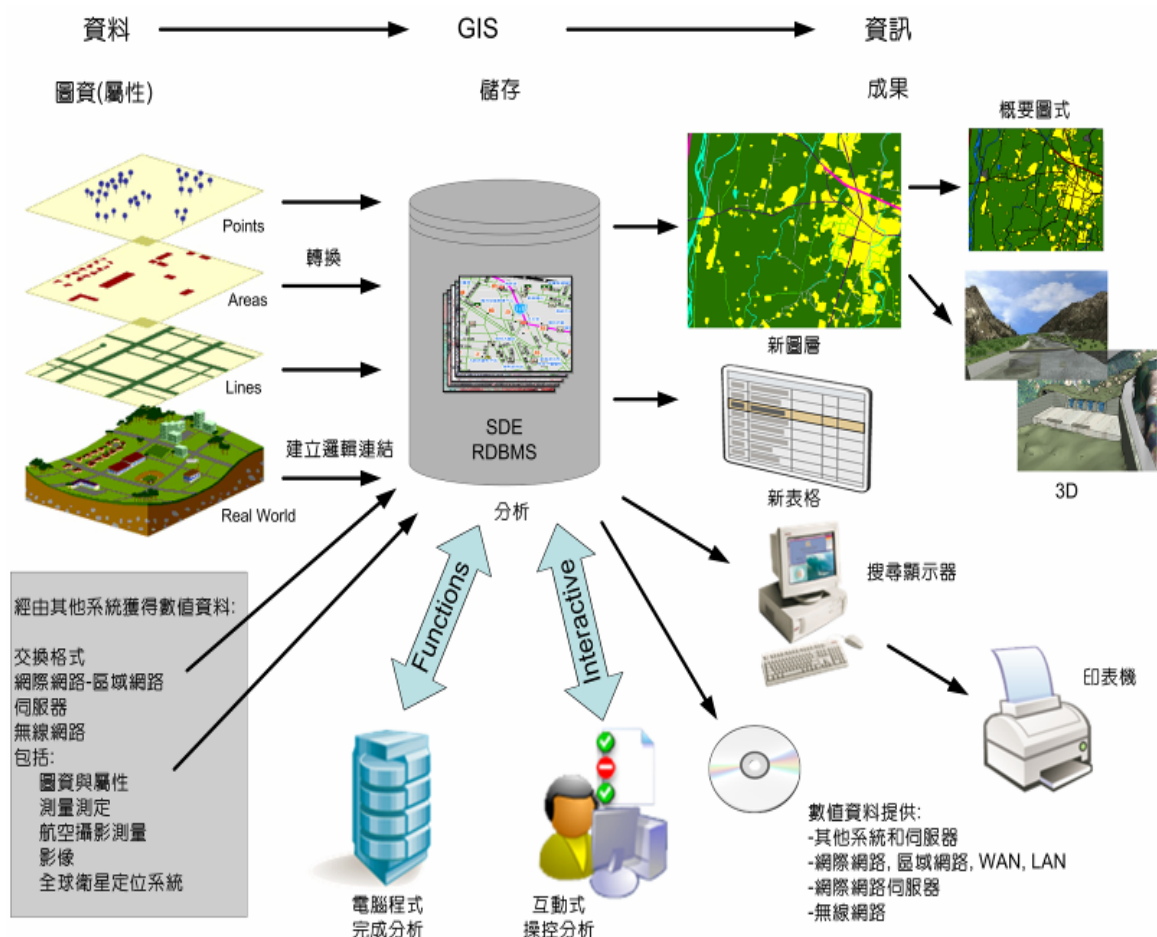 資料
GIS
資訊
圖資(屬性)
儲存
成果
概要圖式
Points
轉換
Areas
新圖層
Lines
SDE
RDBMS
建立邏輯連結
Real World
新表格
3D
分析
經由其他系統獲得數值資料:
交換格式
網際網路-區域網路
伺服器
無線網路
包括:
圖資與屬性
測量測定
航空攝影測量
影像
全球衛星定位系統
Functions
Interactive
搜尋顯示器
印表機
電腦程式
完成分析
互動式
操控分析
數值資料提供:
-其他系統和伺服器
-網際網路, 區域網路, WAN, LAN
-網際網路伺服器
-無線網路